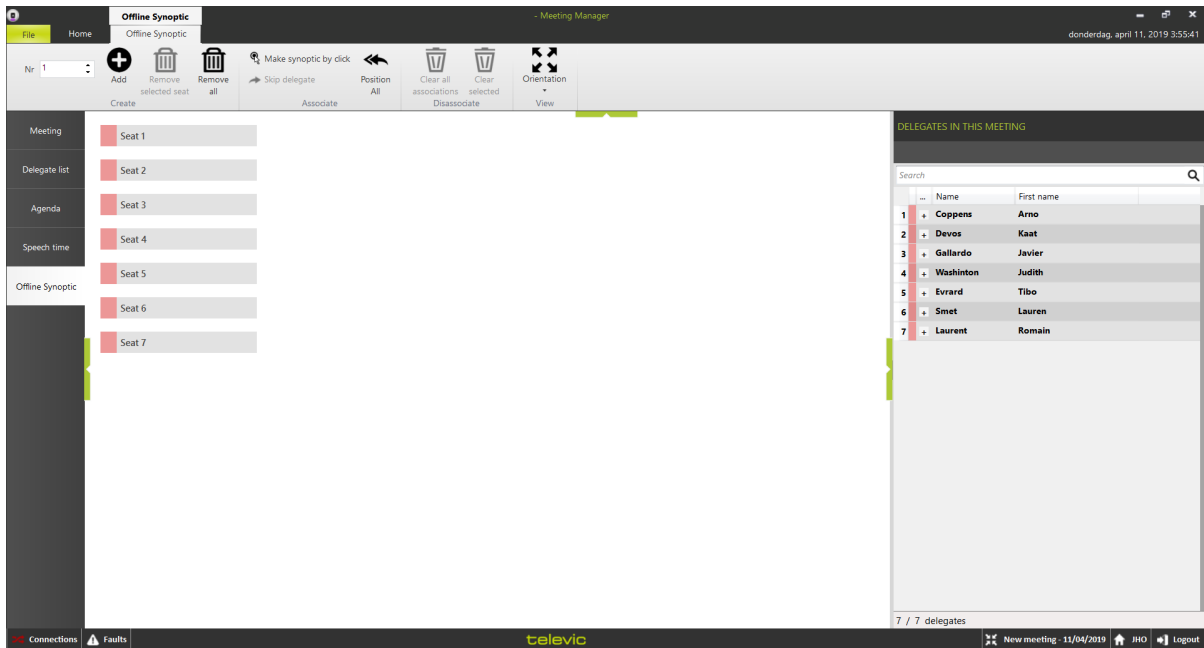 Offline Synoptic
- Meeting Manager
File
Home
Offline Synoptic
donderdag, april 11, 2019 3:55:41
Nr 1
Add
Remove selected seat
Remove all
Create
Make synoptic by click
Skip delegate
Position All
Associate
Clear all associations
Clear selected
Disassociate
Orientation
View
Meeting
Delegate list
Agenda
Speech time
Offline Synoptic
Seat 1
Seat 2
Seat 3
Seat 4
Seat 5
Seat 6
Seat 7
DELEGATES IN THIS MEETING
Search
... Name First name
1 + Coppens Arno
2 + Devos Kaat
3 + Gallardo Javier
4 + Washinton Judith
5 + Evrard Tibo
6 + Smet Lauren
7 + Laurent Romain
7 / 7 delegates
Connections
Faults
televic
New meeting - 11/04/2019
JHO
Logout